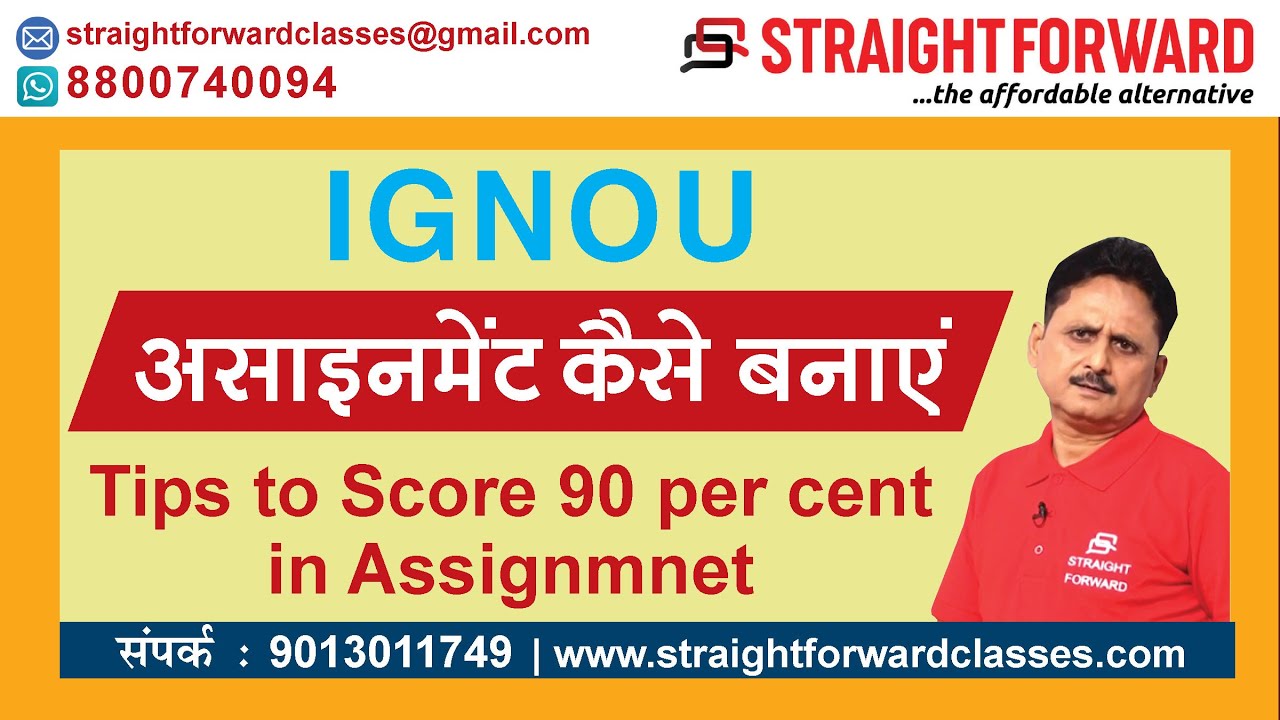 straightforwardclasses@gmail.com
8800740094
STRAIGHT FORWARD
...the affordable alternative
IGNOU
असाइनमेंट कैसे बनाएं
Tips to Score 90 per cent
in Assignmnet
STRAIGHT
FORWARD
संपर्क : 9013011749 | www.straightforwardclasses.com